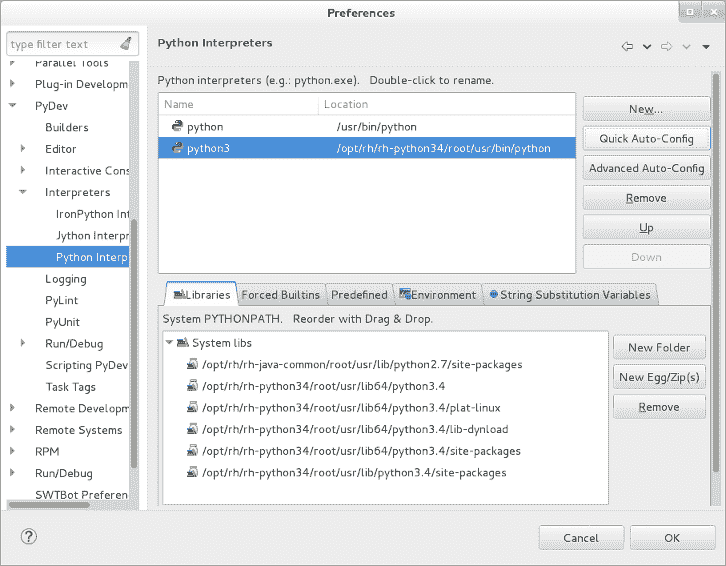 Preferences
type filter text
Parallel Tools
Plug-in Developm
PyDev
Builders
Editor
Interactive Cons
Interpreters
IronPython Int
Jython Interpr
Python Interp
Logging
PyLint
PyUnit
Run/Debug
Scripting PyDev
Task Tags
Remote Developm
Remote Systems
RPM
Run/Debug
SWTBot Preferen
Python Interpreters
Python interpreters (e.g.: python.exe).   Double-click to rename.
Name Location
python /usr/bin/python
python3 /opt/rh/rh-python34/root/usr/bin/python
New...
Quick Auto-Config
Advanced Auto-Config
Remove
Up
Down
Libraries Forced Builtins Predefined Environment String Substitution Variables
System PYTHONPATH.   Reorder with Drag & Drop.
System libs
/opt/rh/rh-java-common/root/usr/lib/python2.7/site-packages
/opt/rh/rh-python34/root/usr/lib64/python3.4
/opt/rh/rh-python34/root/usr/lib64/python3.4/plat-linux
/opt/rh/rh-python34/root/usr/lib64/python3.4/lib-dynload
/opt/rh/rh-python34/root/usr/lib64/python3.4/site-packages
/opt/rh/rh-python34/root/usr/lib/python3.4/site-packages
New Folder
New Egg/Zip(s)
Remove
?
Cancel OK